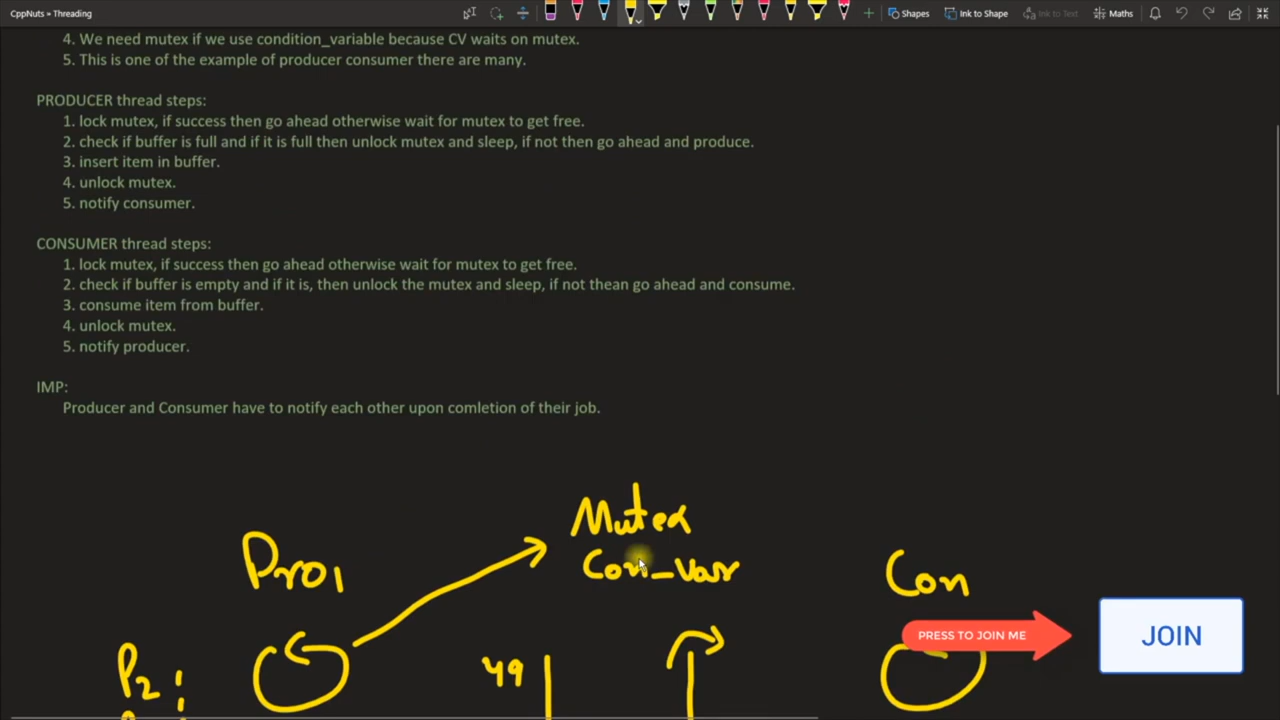 CppNuts » Threading
Shapes
Ink to Shape
Ink to Text
Maths
4. We need mutex if we use condition_variable because CV waits on mutex.
5. This is one of the example of producer consumer there are many.
PRODUCER thread steps:
1. lock mutex, if success then go ahead otherwise wait for mutex to get free.
2. check if buffer is full and if it is full then unlock mutex and sleep, if not then go ahead and produce.
3. insert item in buffer.
4. unlock mutex.
5. notify consumer.
CONSUMER thread steps:
1. lock mutex, if success then go ahead otherwise wait for mutex to get free.
2. check if buffer is empty and if it is, then unlock the mutex and sleep, if not thean go ahead and consume.
3. consume item from buffer.
4. unlock mutex.
5. notify producer.
IMP:
Producer and Consumer have to notify each other upon comletion of their job.
Mutex
Pro1
Con_Var
Con
PRESS TO JOIN ME
JOIN
P2
49